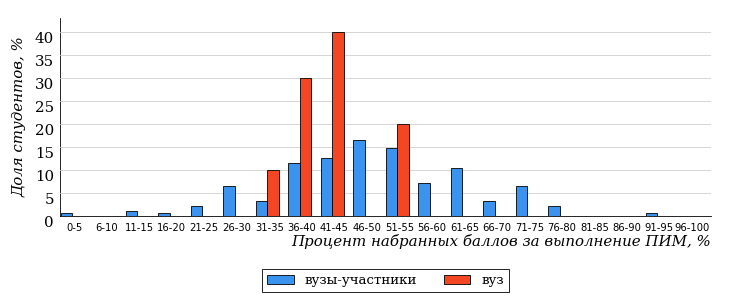 Доля студентов, %
40
35
30
25
20
15
10
5
0
0-5 6-10 11-15 16-20 21-25 26-30 31-35 36-40 41-45 46-50 51-55 56-60 61-65 66-70 71-75 76-80 81-85 86-90 91-95 96-100
Процент набранных баллов за выполнение ПИМ, %
вузы-участники вуз